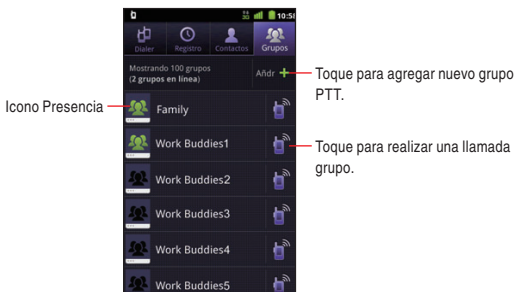 3G 10:58
Dialer Registro Contactos Grupos
Mostrando 100 grupos
(2 grupos en línea)
Añdr +
Toque para agregar nuevo grupo
PTT.
Icono Presencia
Family
Work Buddies1
Toque para realizar una llamada
grupo.
Work Buddies2
Work Buddies3
Work Buddies4
Work Buddies5